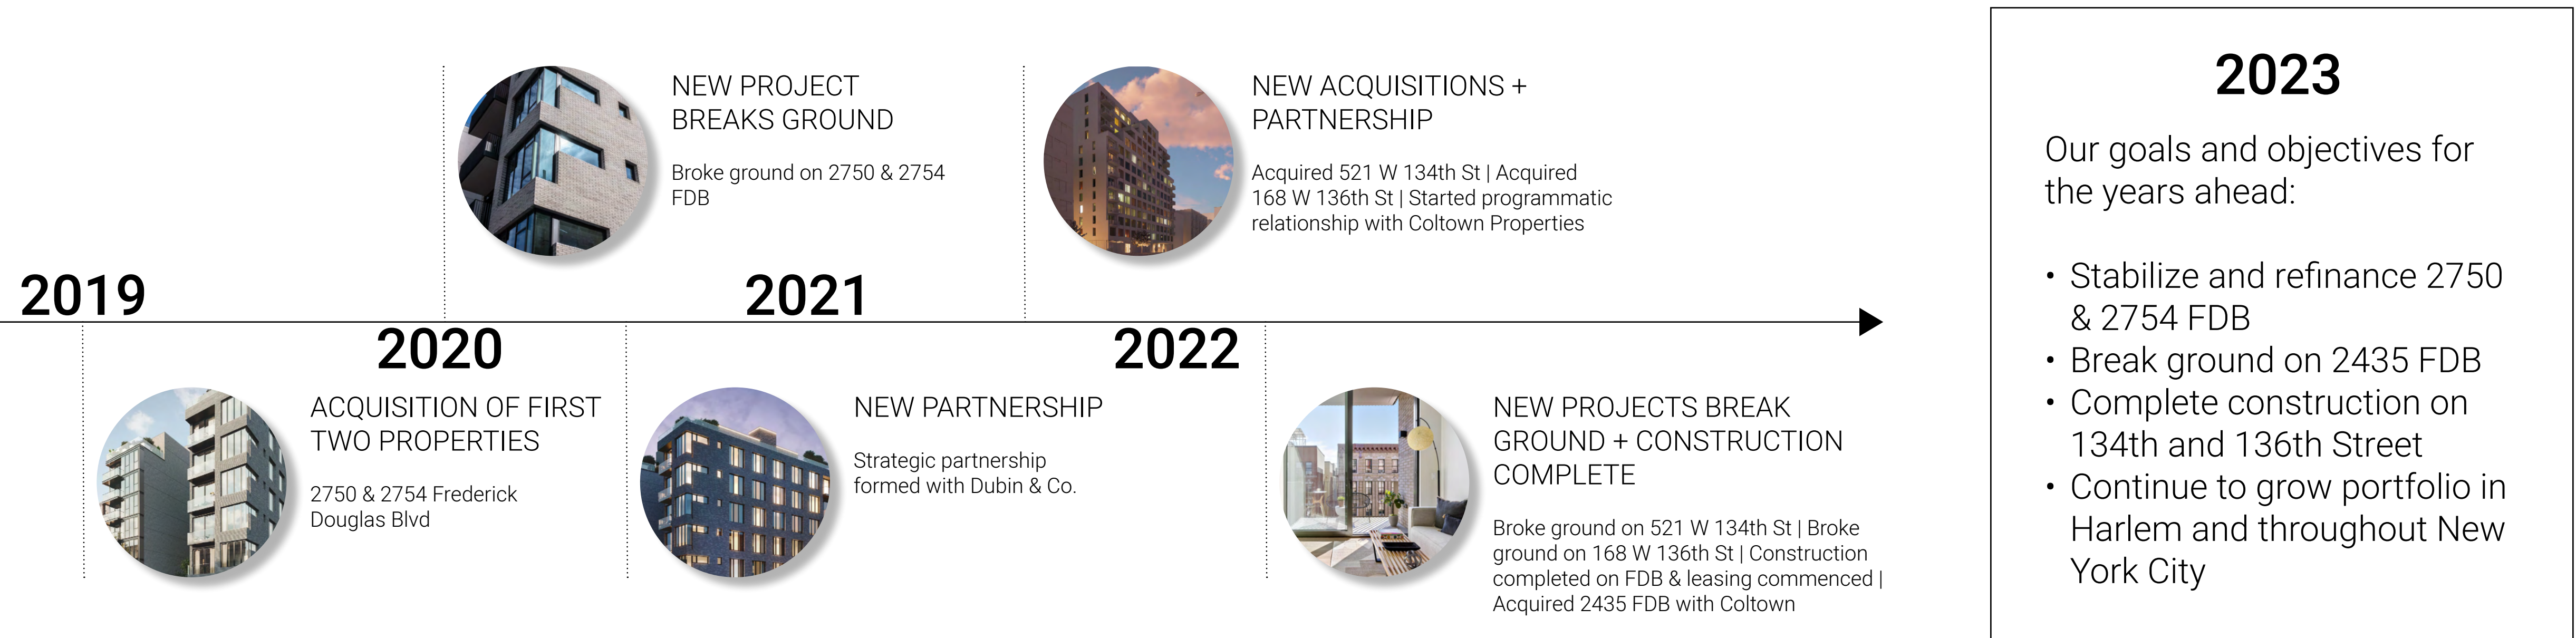 2019
ACQUISITION OF FIRST
TWO PROPERTIES
2750 & 2754 Frederick
Douglas Blvd
2020
NEW PROJECT
BREAKS GROUND
Broke ground on 2750 & 2754
FDB
2021
NEW PARTNERSHIP
Strategic partnership
formed with Dubin & Co.
NEW ACQUISITIONS +
PARTNERSHIP
Acquired 521 W 134th St | Acquired
168 W 136th St | Started programmatic
relationship with Coltown Properties
2022
NEW PROJECTS BREAK
GROUND + CONSTRUCTION
COMPLETE
Broke ground on 521 W 134th St | Broke
ground on 168 W 136th St | Construction
completed on FDB & leasing commenced |
Acquired 2435 FDB with Coltown
2023
Our goals and objectives for
the years ahead:
• Stabilize and refinance 2750
& 2754 FDB
• Break ground on 2435 FDB
• Complete construction on
134th and 136th Street
• Continue to grow portfolio in
Harlem and throughout New
York City